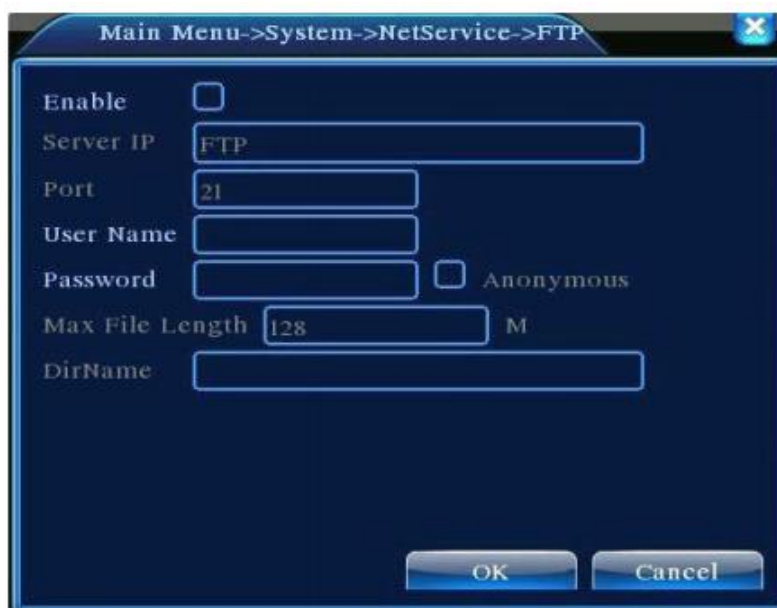 Main Menu->System->NetService->FTP
Enable
Server IP FTP
Port 21
User Name
Password Anonymous
Max File Length 128 M
DirName
OK Cancel